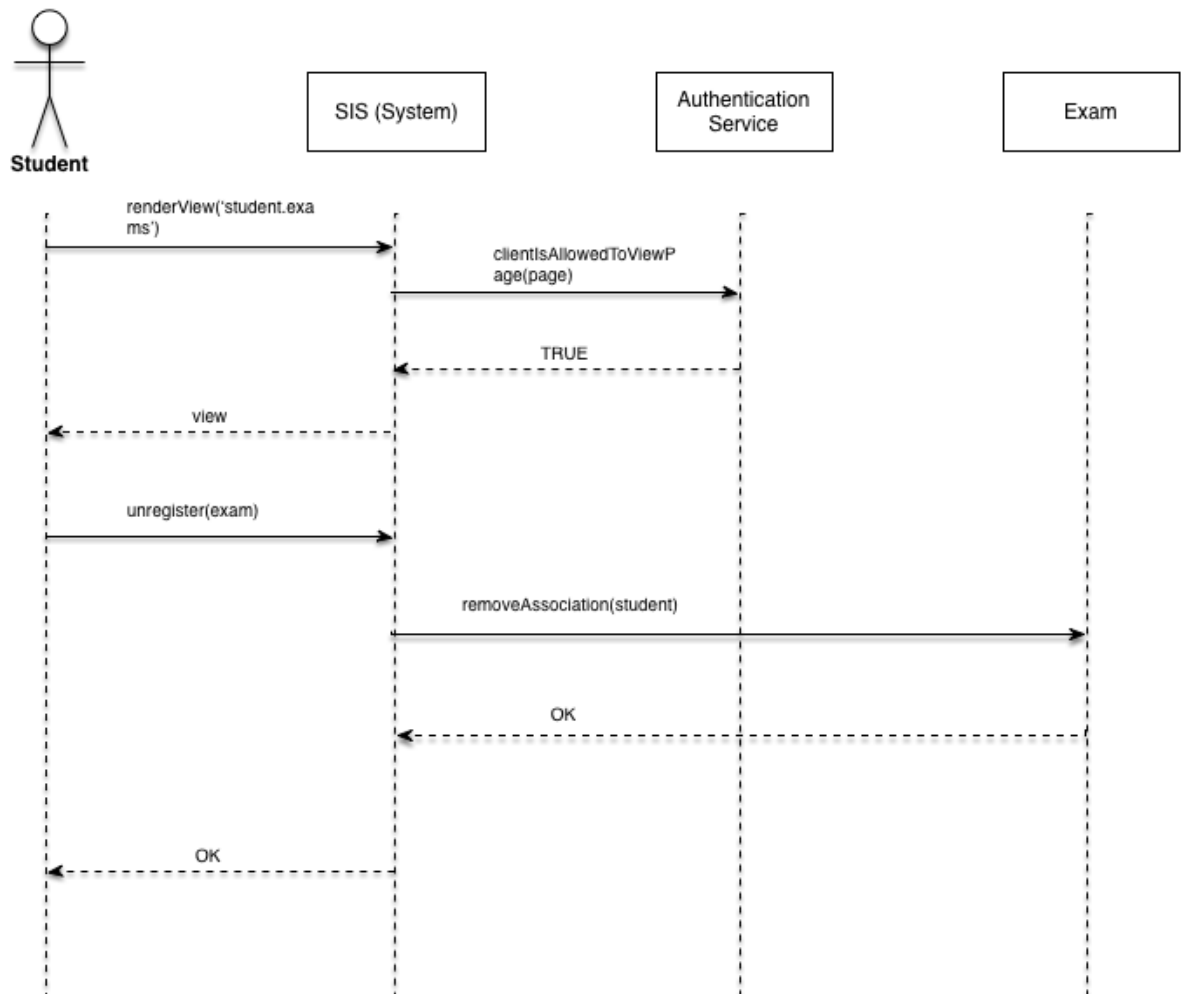 SIS (System)
Authentication
Service
Exam
Student
renderView(‘student.exa
ms’)
clientIsAllowedToViewP
age(page)
TRUE
view
unregister(exam)
removeAssociation(student)
OK
OK